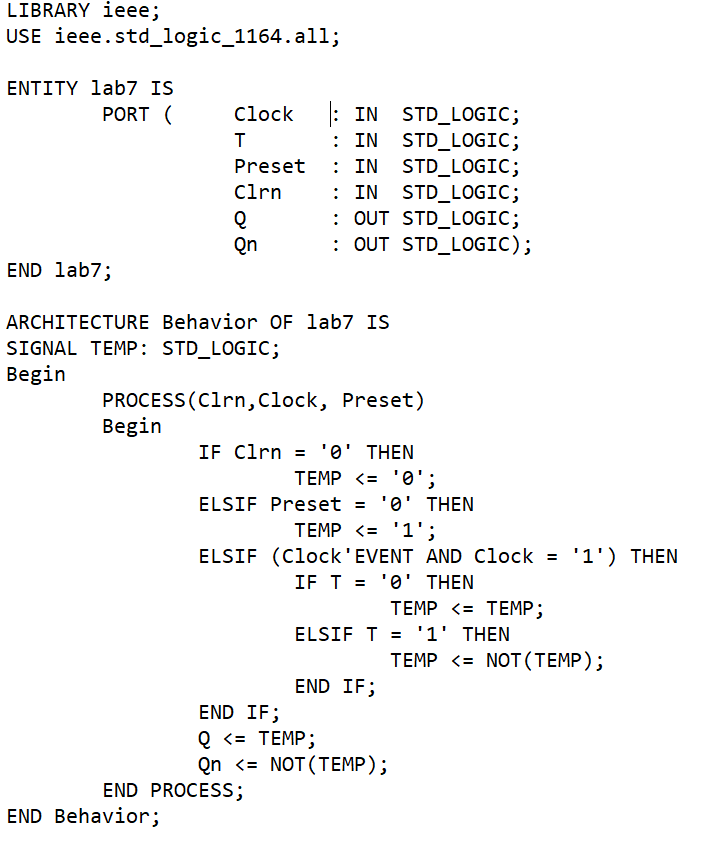 LIBRARY ieee;
USE ieee.std_logic_1164.all;

ENTITY lab7 IS
        PORT (     Clock   : IN  STD_LOGIC;
                   T       : IN  STD_LOGIC;
                   Preset  : IN  STD_LOGIC;
                   Clrn    : IN  STD_LOGIC;
                   Q       : OUT STD_LOGIC;
                   Qn      : OUT STD_LOGIC);
END lab7;

ARCHITECTURE Behavior OF lab7 IS
SIGNAL TEMP: STD_LOGIC;
Begin
        PROCESS(Clrn,Clock, Preset)
        Begin
                IF Clrn = '0' THEN
                        TEMP <= '0';
                ELSIF Preset = '0' THEN
                        TEMP <= '1';
                ELSIF (Clock'EVENT AND Clock = '1') THEN
                        IF T = '0' THEN
                                TEMP <= TEMP;
                        ELSIF T = '1' THEN
                                TEMP <= NOT(TEMP);
                        END IF;
                END IF;
                Q <= TEMP;
                Qn <= NOT(TEMP);
        END PROCESS;
END Behavior;